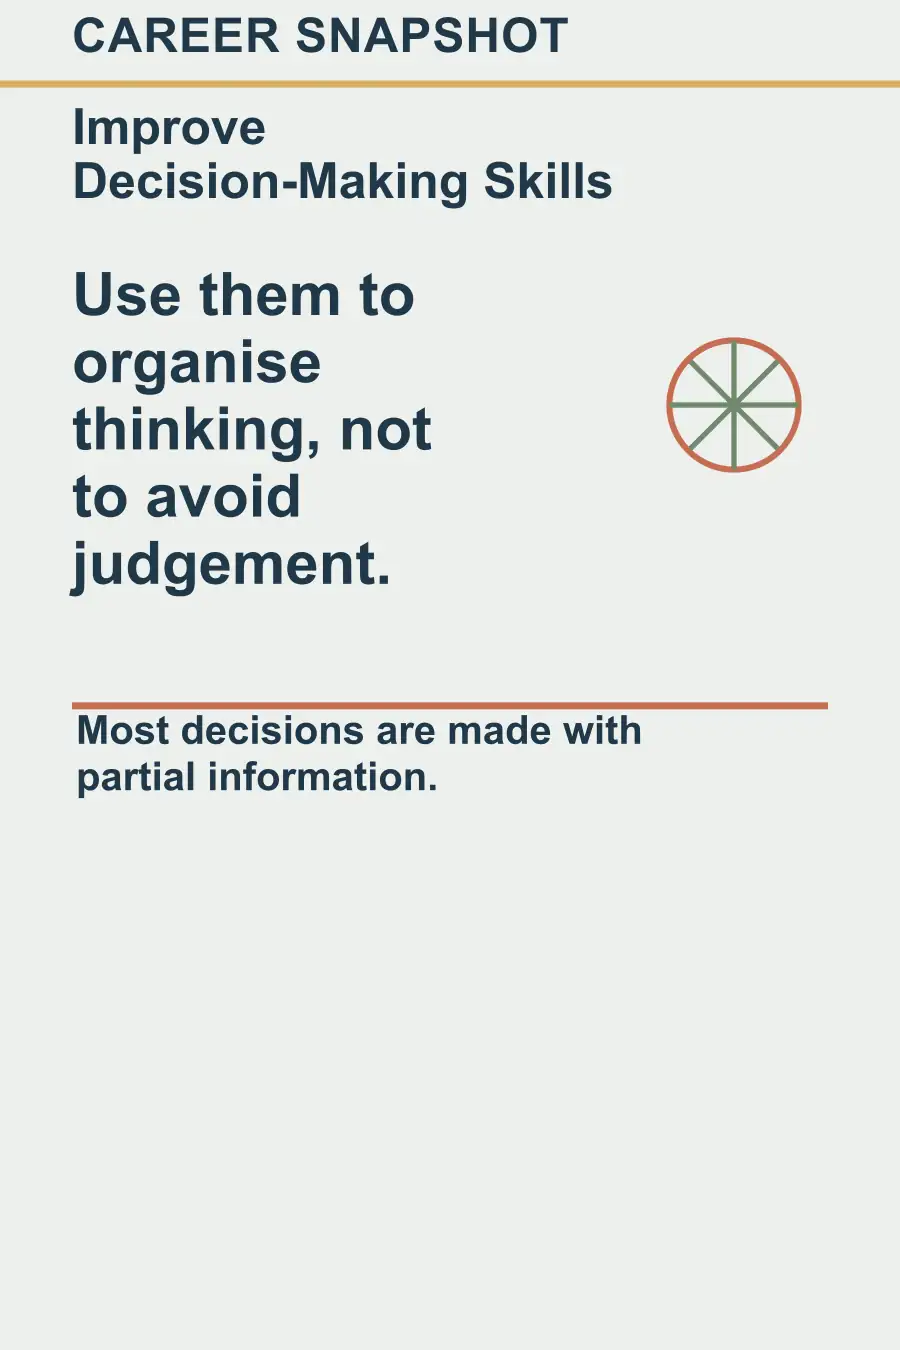 CAREER SNAPSHOT
Improve
Decision-Making Skills
Use them to
organise
thinking, not
to avoid
judgement.
Most decisions are made with
partial information.